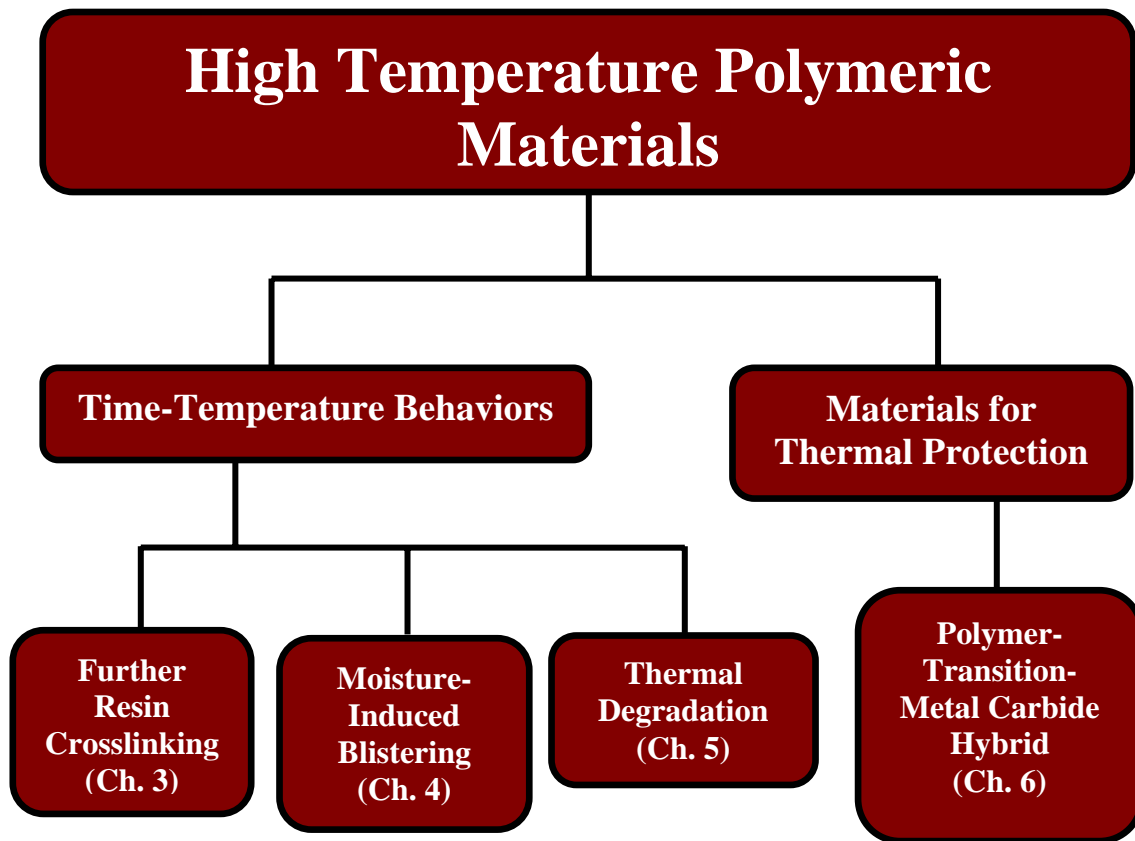 High Temperature Polymeric
Materials
Time-Temperature Behaviors
Materials for
Thermal Protection
Further
Resin
Crosslinking
(Ch. 3)
Moisture-
Induced
Blistering
(Ch. 4)
Thermal
Degradation
(Ch. 5)
Polymer-
Transition-
Metal Carbide
Hybrid
(Ch. 6)